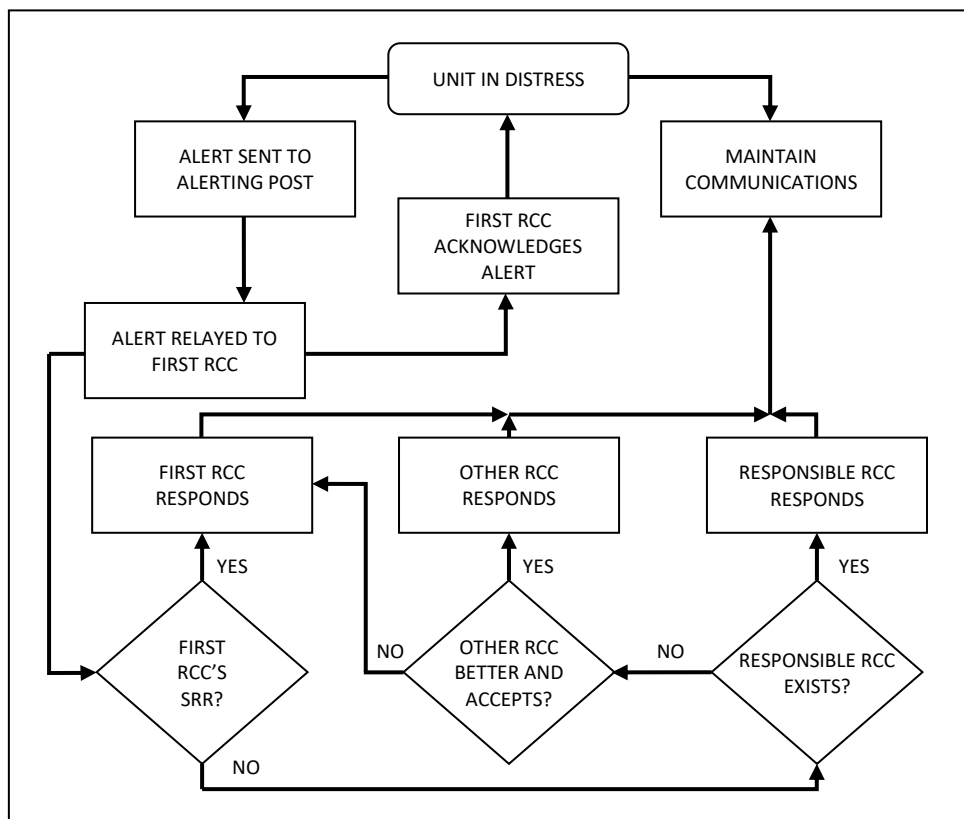 UNIT IN DISTRESS
ALERT SENT TO
ALERTING POST
MAINTAIN
COMMUNICATIONS
FIRST RCC
ACKNOWLEDGES
ALERT
ALERT RELAYED TO
FIRST RCC
FIRST RCC
RESPONDS
OTHER RCC
RESPONDS
RESPONSIBLE RCC
RESPONDS
YES
YES
YES
FIRST
RCC’S
SRR?
NO
OTHER RCC
BETTER AND
ACCEPTS?
NO
RESPONSIBLE RCC
EXISTS?
NO